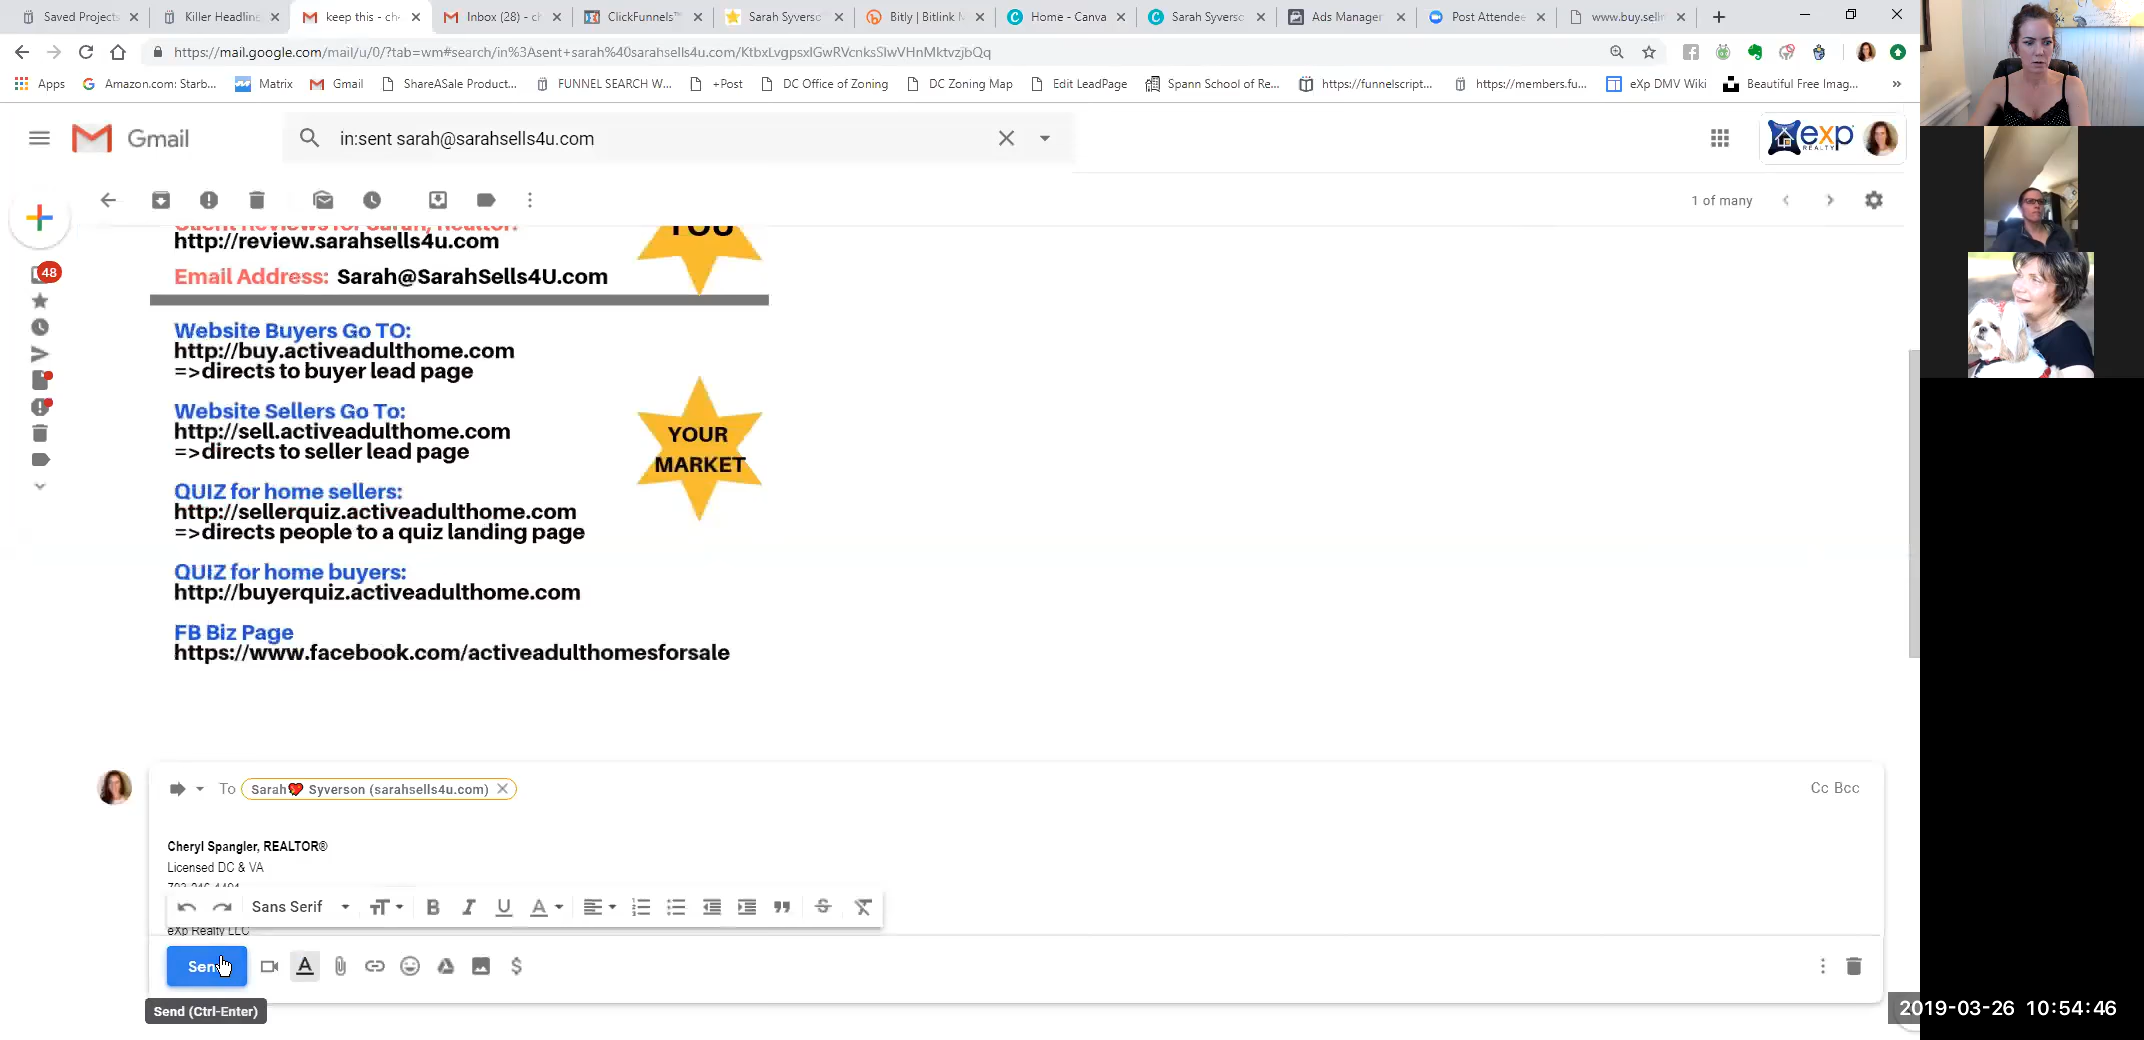 Saved Projects
Killer Headline
keep this - ch
Inbox (28) - ch
ClickFunnels™
Sarah Syverso
Bitly | Bitlink M
Home - Canva
Sarah Syverso
Ads Manager
Post Attendee
www.buy.selli
https://mail.google.com/mail/u/0/?tab=wm#search/in%3Asent+sarah%40sarahsells4u.com/KtbxLvgpsxlGwRVcnksSlwVHnMktvzjbQq
Apps
Amazon.com: Starb...
Matrix
Gmail
ShareASale Product...
FUNNEL SEARCH W...
+Post
DC Office of Zoning
DC Zoning Map
Edit LeadPage
Spann School of Re...
https://funnelscript...
https://members.fu...
eXp DMV Wiki
Beautiful Free Imag...
»
Gmail
in:sent sarah@sarahsells4u.com
exp
REALTY
1 of many
48
Client Reviews for Sarah, Realtor:
http://review.sarahsells4u.com
YOU
Email Address: Sarah@SarahSells4U.com
Website Buyers Go TO:
http://buy.activeadulthome.com
=>directs to buyer lead page
Website Sellers Go To:
http://sell.activeadulthome.com
=>directs to seller lead page
YOUR
MARKET
QUIZ for home sellers:
http://sellerquiz.activeadulthome.com
=>directs people to a quiz landing page
QUIZ for home buyers:
http://buyerquiz.activeadulthome.com
FB Biz Page
https://www.facebook.com/activeadulthomesforsale
To Sarah Syverson (sarahsells4u.com)
Cc Bcc
Cheryl Spangler, REALTOR®
Licensed DC & VA
Sans Serif
eXp Realty LLC
Send
Send (Ctrl-Enter)
2019-03-26 10:54:46